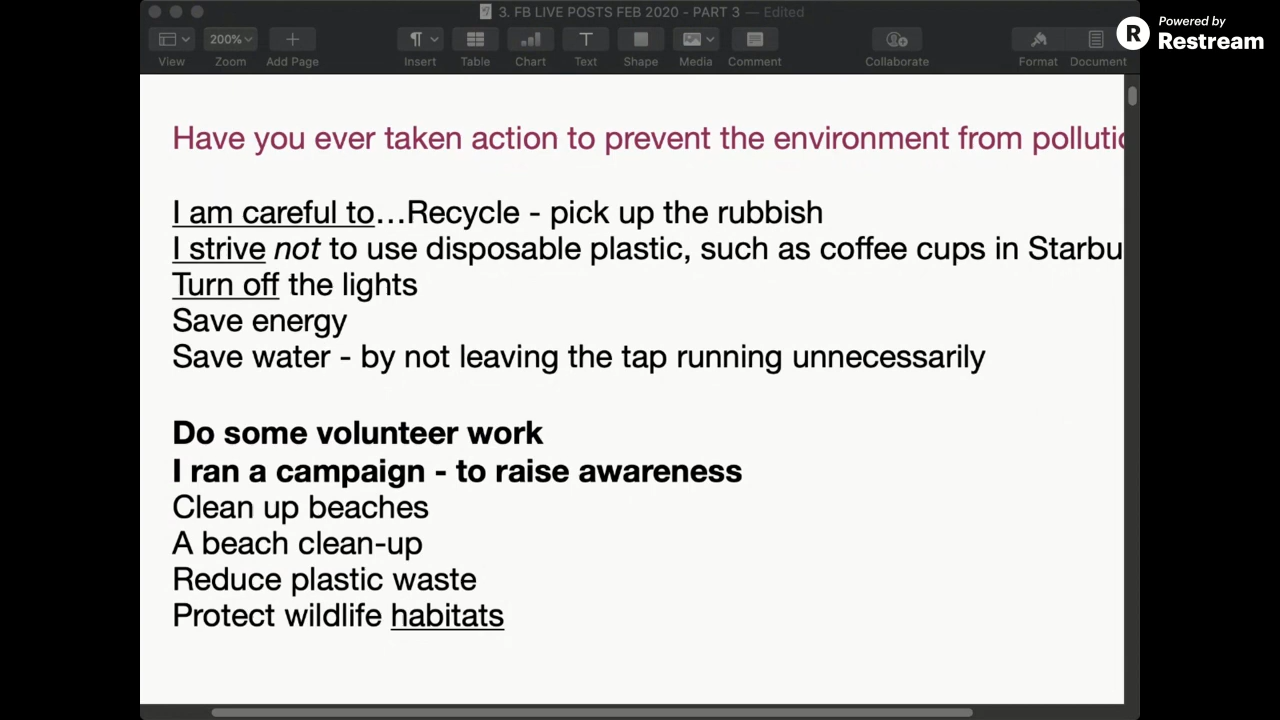 3. FB LIVE POSTS FEB 2020 - PART 3 — Edited
Powered by
Restream
200%
View
Zoom
Add Page
Insert
Table
Chart
Text
Shape
Media
Comment
Collaborate
Format
Document
Have you ever taken action to prevent the environment from pollutic
I am careful to…Recycle - pick up the rubbish
I strive not to use disposable plastic, such as coffee cups in Starbu
Turn off the lights
Save energy
Save water - by not leaving the tap running unnecessarily
Do some volunteer work
I ran a campaign - to raise awareness
Clean up beaches
A beach clean-up
Reduce plastic waste
Protect wildlife habitats